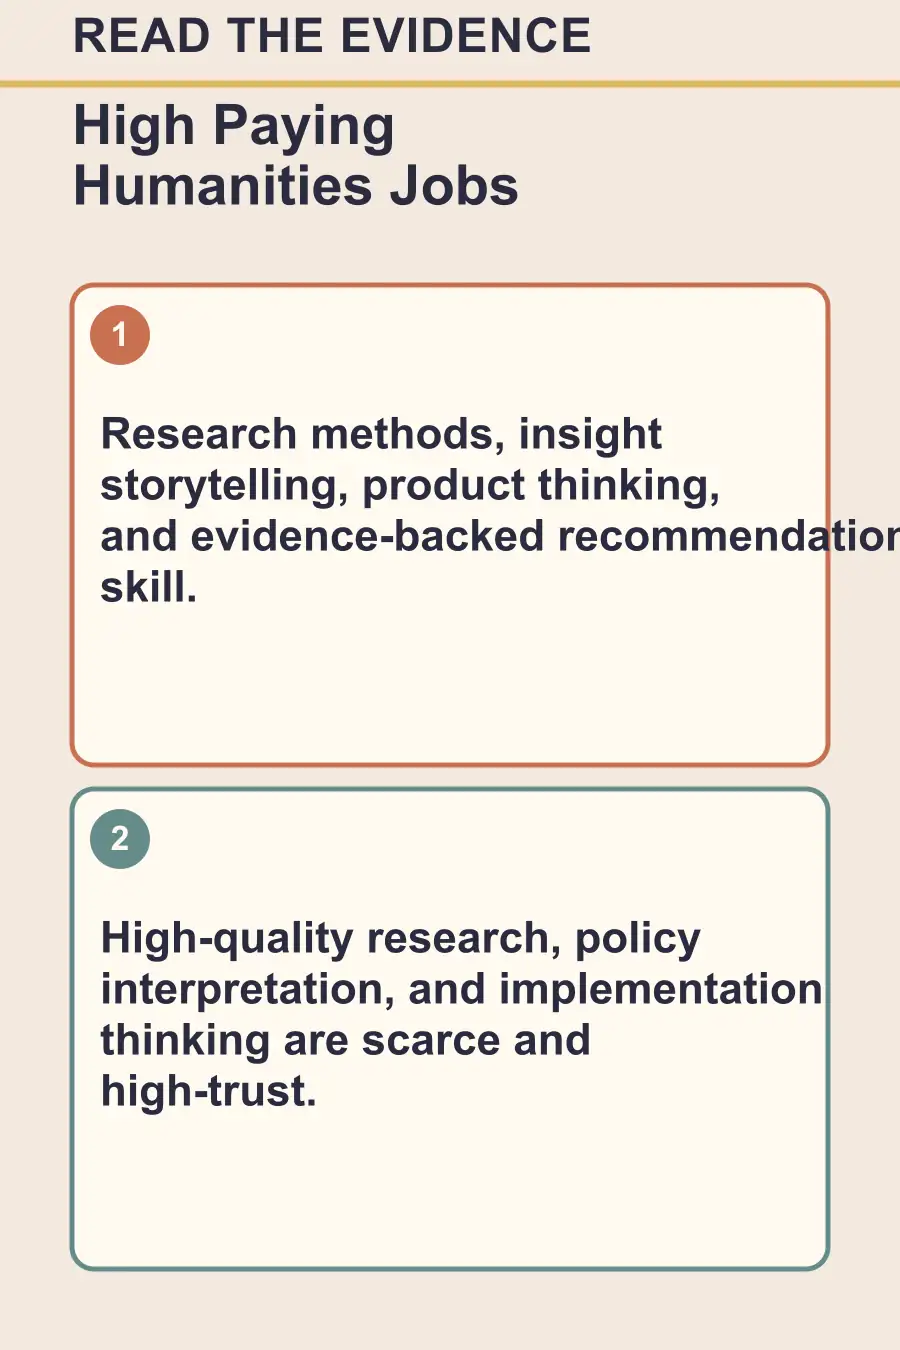 READ THE EVIDENCE
High Paying
Humanities Jobs
1
Research methods, insight
storytelling, product thinking,
and evidence-backed recommendation
skill.
2
High-quality research, policy
interpretation, and implementation
thinking are scarce and
high-trust.